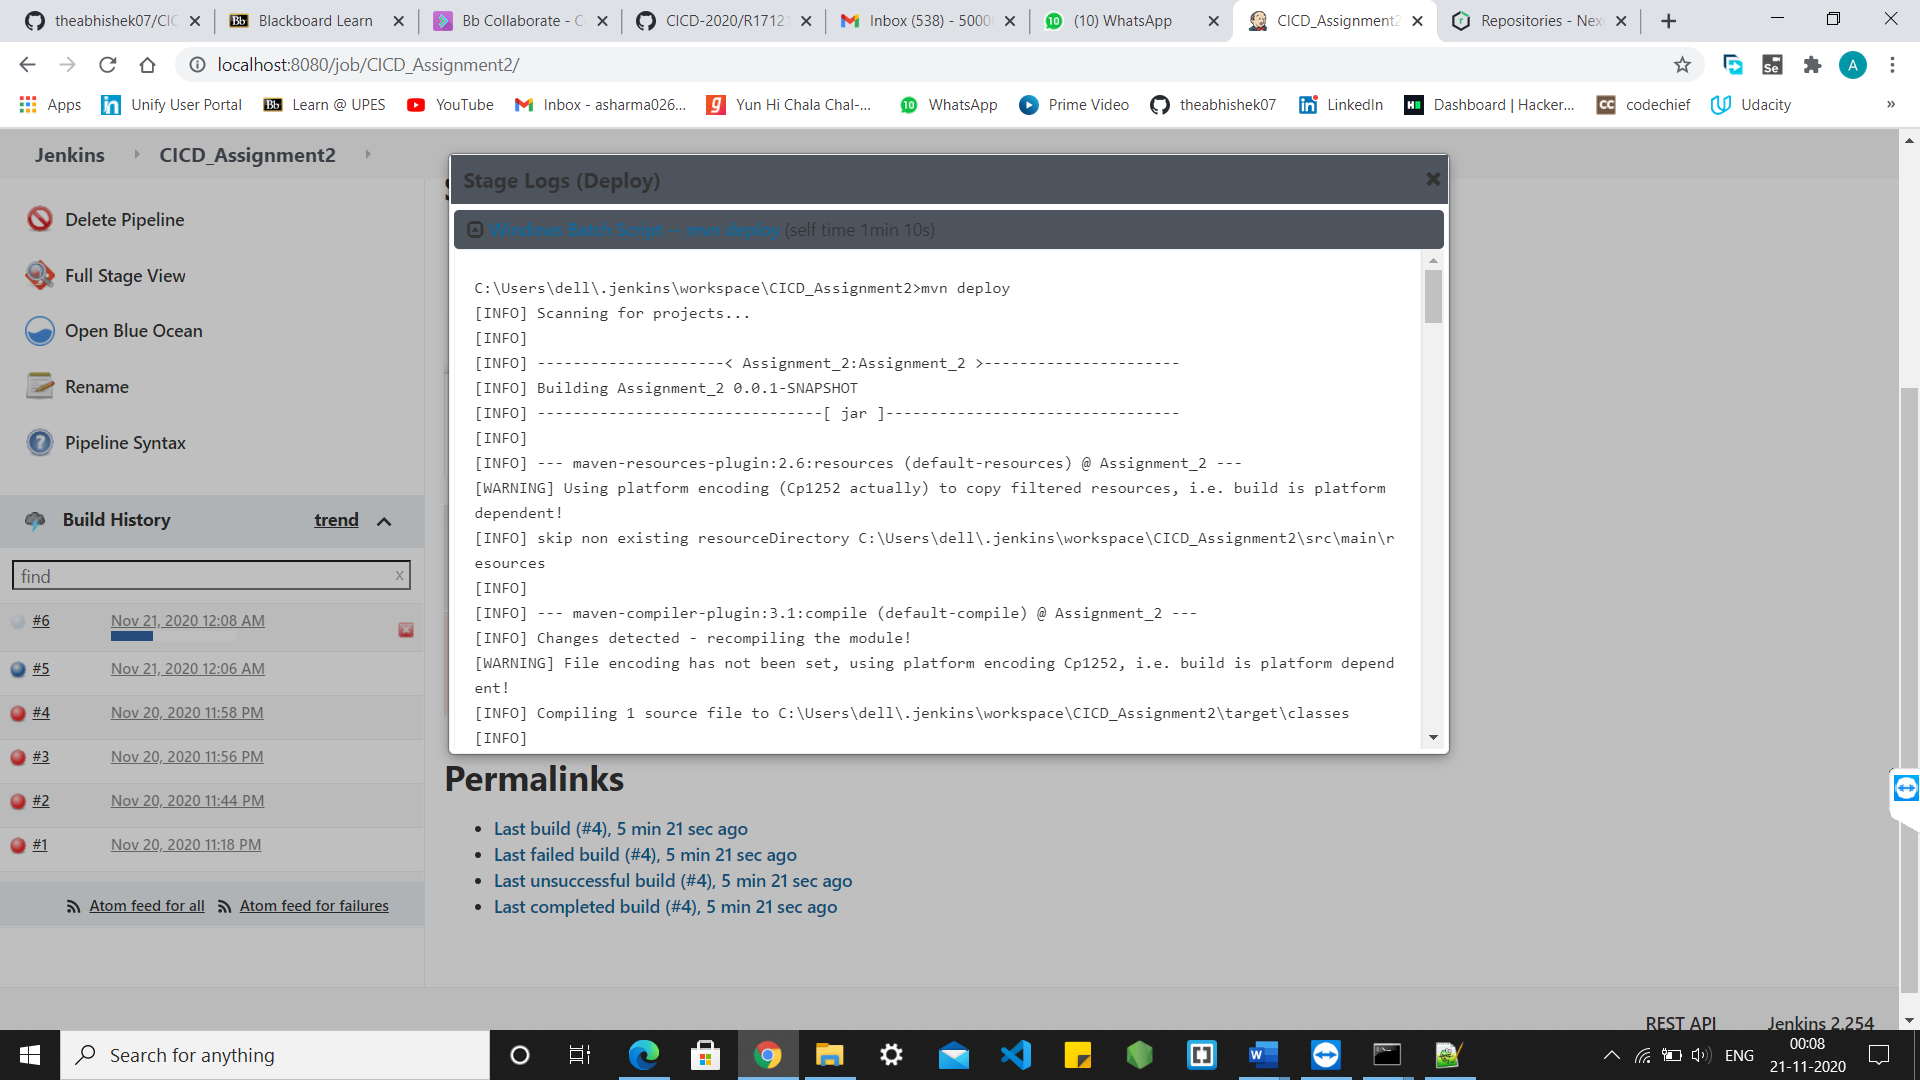 theabhishek07/CIC
Blackboard Learn
Bb Collaborate - C
CICD-2020/R1712
Inbox (538) - 5000
(10) WhatsApp
CICD_Assignment2
Repositories - Nex
localhost:8080/job/CICD_Assignment2/
Apps
Unify User Portal
Learn @ UPES
YouTube
Inbox - asharma026...
Yun Hi Chala Chal-...
WhatsApp
Prime Video
theabhishek07
LinkedIn
Dashboard | Hacker...
codechief
Udacity
Jenkins
CICD_Assignment2
Delete Pipeline
Full Stage View
Open Blue Ocean
Rename
Pipeline Syntax
Build History
trend
find
x
#6 Nov 21, 2020 12:08 AM
#5 Nov 21, 2020 12:06 AM
#4 Nov 20, 2020 11:58 PM
#3 Nov 20, 2020 11:56 PM
#2 Nov 20, 2020 11:44 PM
#1 Nov 20, 2020 11:18 PM
Atom feed for all
Atom feed for failures
Stage Logs (Deploy)
Windows Batch Script -- mvn deploy (self time 1min 10s)
C:\Users\dell\.jenkins\workspace\CICD_Assignment2>mvn deploy
[INFO] Scanning for projects...
[INFO]
[INFO] ---------------------< Assignment_2:Assignment_2 >----------------------
[INFO] Building Assignment_2 0.0.1-SNAPSHOT
[INFO] --------------------------------[ jar ]---------------------------------
[INFO]
[INFO] --- maven-resources-plugin:2.6:resources (default-resources) @ Assignment_2 ---
[WARNING] Using platform encoding (Cp1252 actually) to copy filtered resources, i.e. build is platform
dependent!
[INFO] skip non existing resourceDirectory C:\Users\dell\.jenkins\workspace\CICD_Assignment2\src\main\r
esources
[INFO]
[INFO] --- maven-compiler-plugin:3.1:compile (default-compile) @ Assignment_2 ---
[INFO] Changes detected - recompiling the module!
[WARNING] File encoding has not been set, using platform encoding Cp1252, i.e. build is platform depend
ent!
[INFO] Compiling 1 source file to C:\Users\dell\.jenkins\workspace\CICD_Assignment2\target\classes
[INFO]
Permalinks
Last build (#4), 5 min 21 sec ago
Last failed build (#4), 5 min 21 sec ago
Last unsuccessful build (#4), 5 min 21 sec ago
Last completed build (#4), 5 min 21 sec ago
REST API
Jenkins 2.254
Search for anything
ENG
00:08
21-11-2020